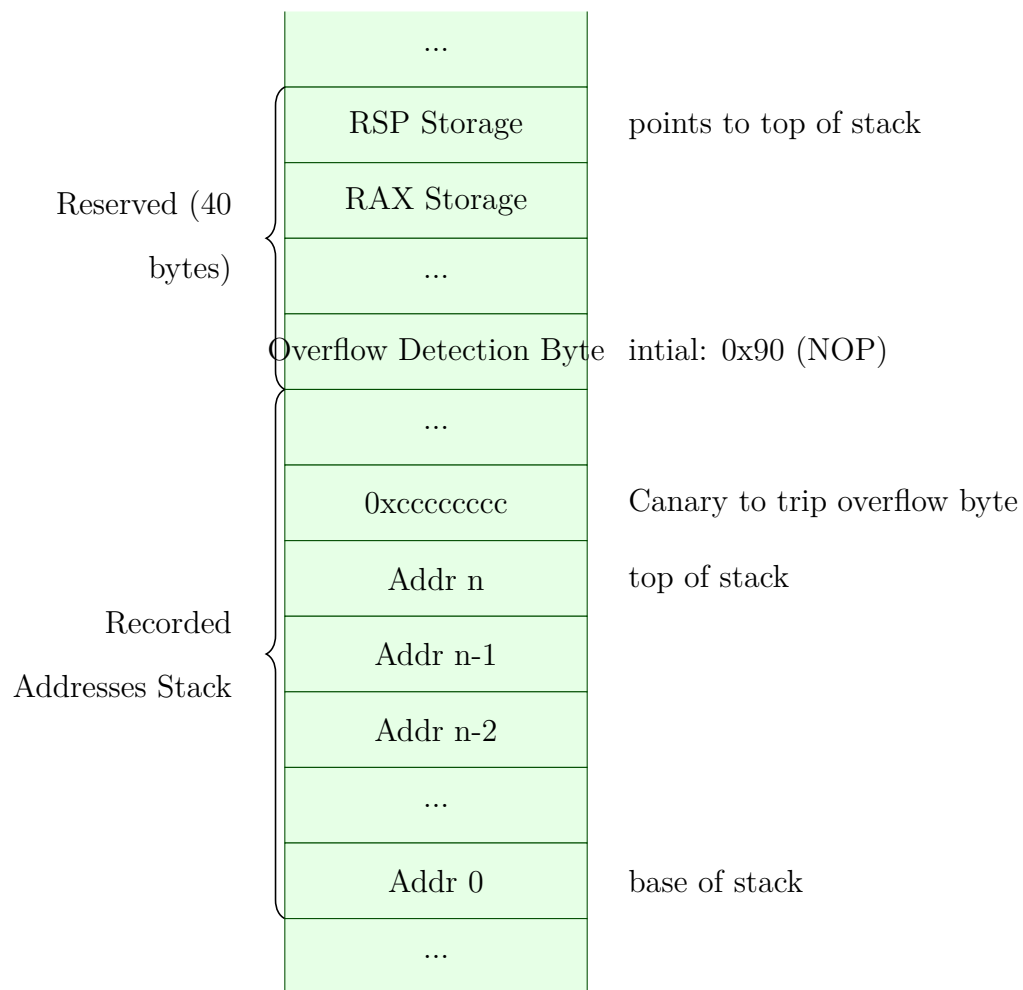 ...
RSP Storage
points to top of stack
RAX Storage
Reserved (40
bytes)
...
Overflow Detection Byte
intial: 0x90 (NOP)
...
0xcccccccc
Canary to trip overflow byte
Addr n
top of stack
Recorded
Addresses Stack
Addr n-1
Addr n-2
...
Addr 0
base of stack
...